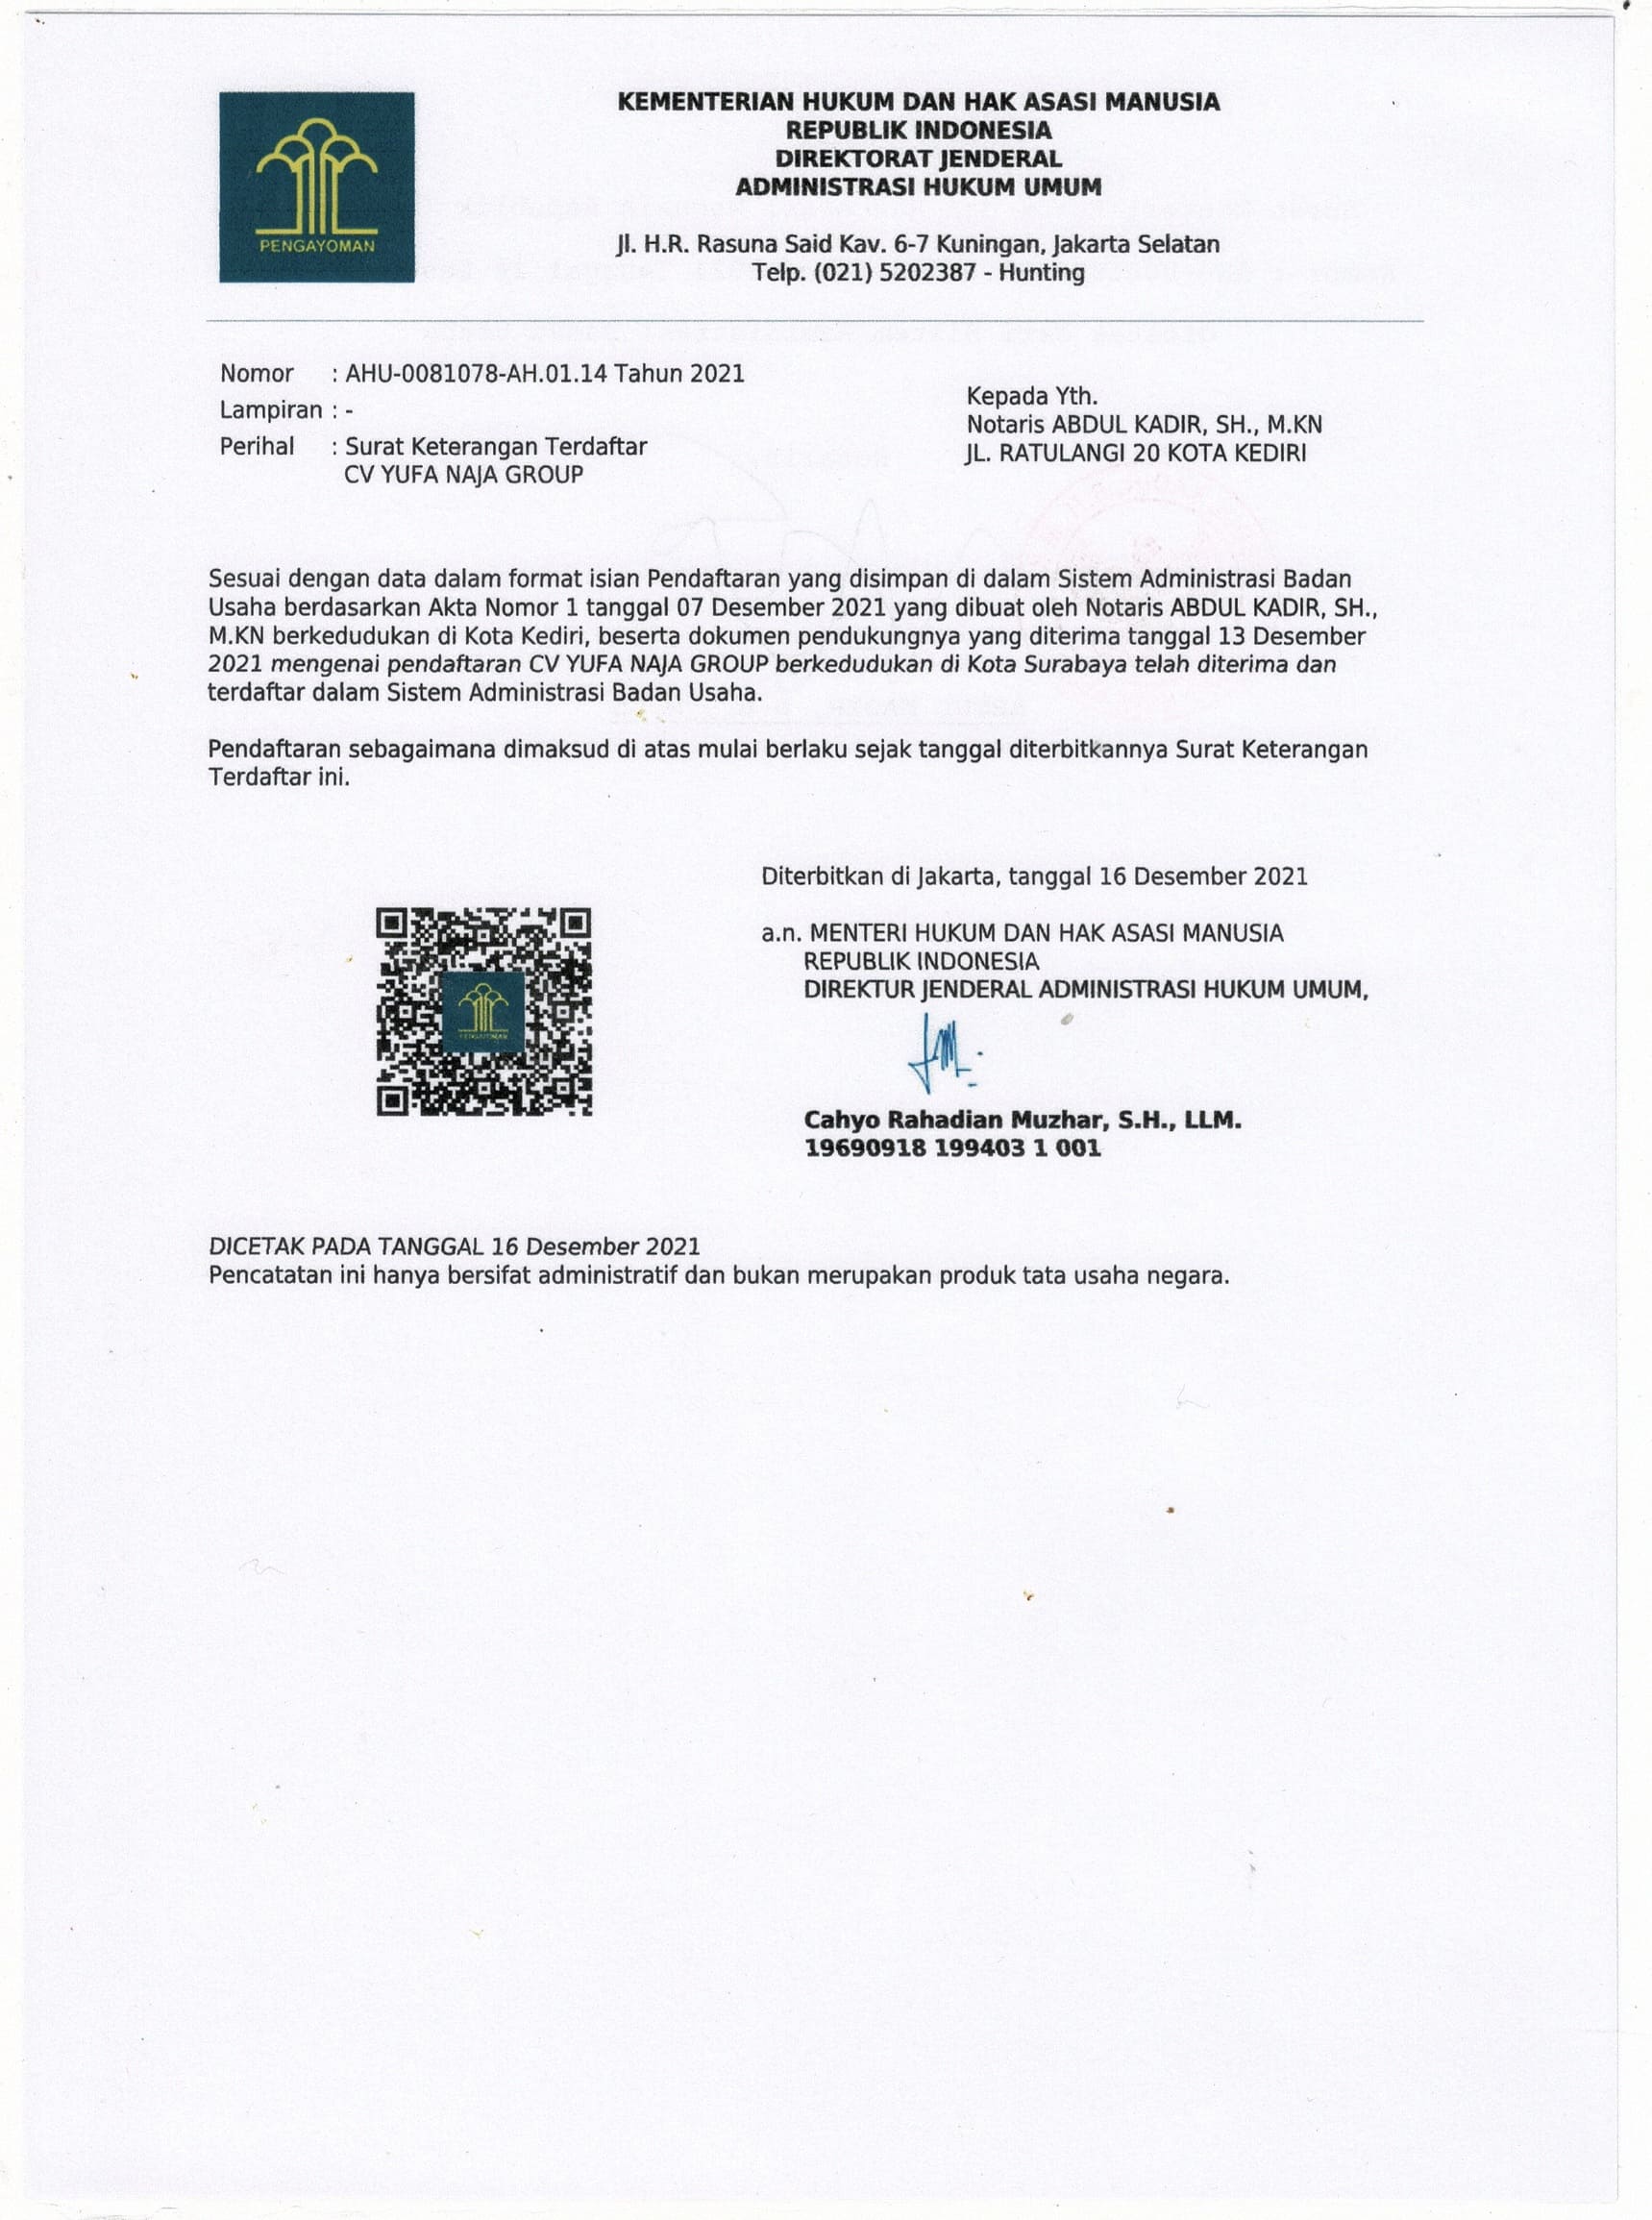 PENGAYOMAN
KEMENTERIAN HUKUM DAN HAK ASASI MANUSIA
REPUBLIK INDONESIA
DIREKTORAT JENDERAL
ADMINISTRASI HUKUM UMUM
Jl. H.R. Rasuna Said Kav. 6-7 Kuningan, Jakarta Selatan
Telp. (021) 5202387 - Hunting
Nomor : AHU-0081078-AH.01.14 Tahun 2021
Lampiran : -
Perihal : Surat Keterangan Terdaftar
CV YUFA NAJA GROUP
Kepada Yth.
Notaris ABDUL KADIR, SH., M.KN
JL. RATULANGI 20 KOTA KEDIRI
Sesuai dengan data dalam format isian Pendaftaran yang disimpan di dalam Sistem Administrasi Badan
Usaha berdasarkan Akta Nomor 1 tanggal 07 Desember 2021 yang dibuat oleh Notaris ABDUL KADIR, SH.,
M.KN berkedudukan di Kota Kediri, beserta dokumen pendukungnya yang diterima tanggal 13 Desember
2021 mengenai pendaftaran CV YUFA NAJA GROUP berkedudukan di Kota Surabaya telah diterima dan
terdaftar dalam Sistem Administrasi Badan Usaha.
Pendaftaran sebagaimana dimaksud di atas mulai berlaku sejak tanggal diterbitkannya Surat Keterangan
Terdaftar ini.
Diterbitkan di Jakarta, tanggal 16 Desember 2021
a.n. MENTERI HUKUM DAN HAK ASASI MANUSIA
REPUBLIK INDONESIA
DIREKTUR JENDERAL ADMINISTRASI HUKUM UMUM,
PENGAYOMAN
Cahyo Rahadian Muzhar, S.H., LLM.
19690918 199403 1 001
DICETAK PADA TANGGAL 16 Desember 2021
Pencatatan ini hanya bersifat administratif dan bukan merupakan produk tata usaha negara.